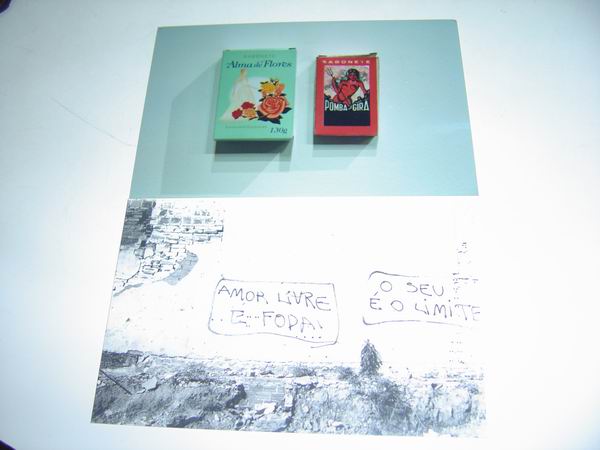 SABONETE
Alma de Flores
130g
SABONETE
POMBA GIRA
AMOR LIVRE
E... FODA!
O SEU
É O LIMITE